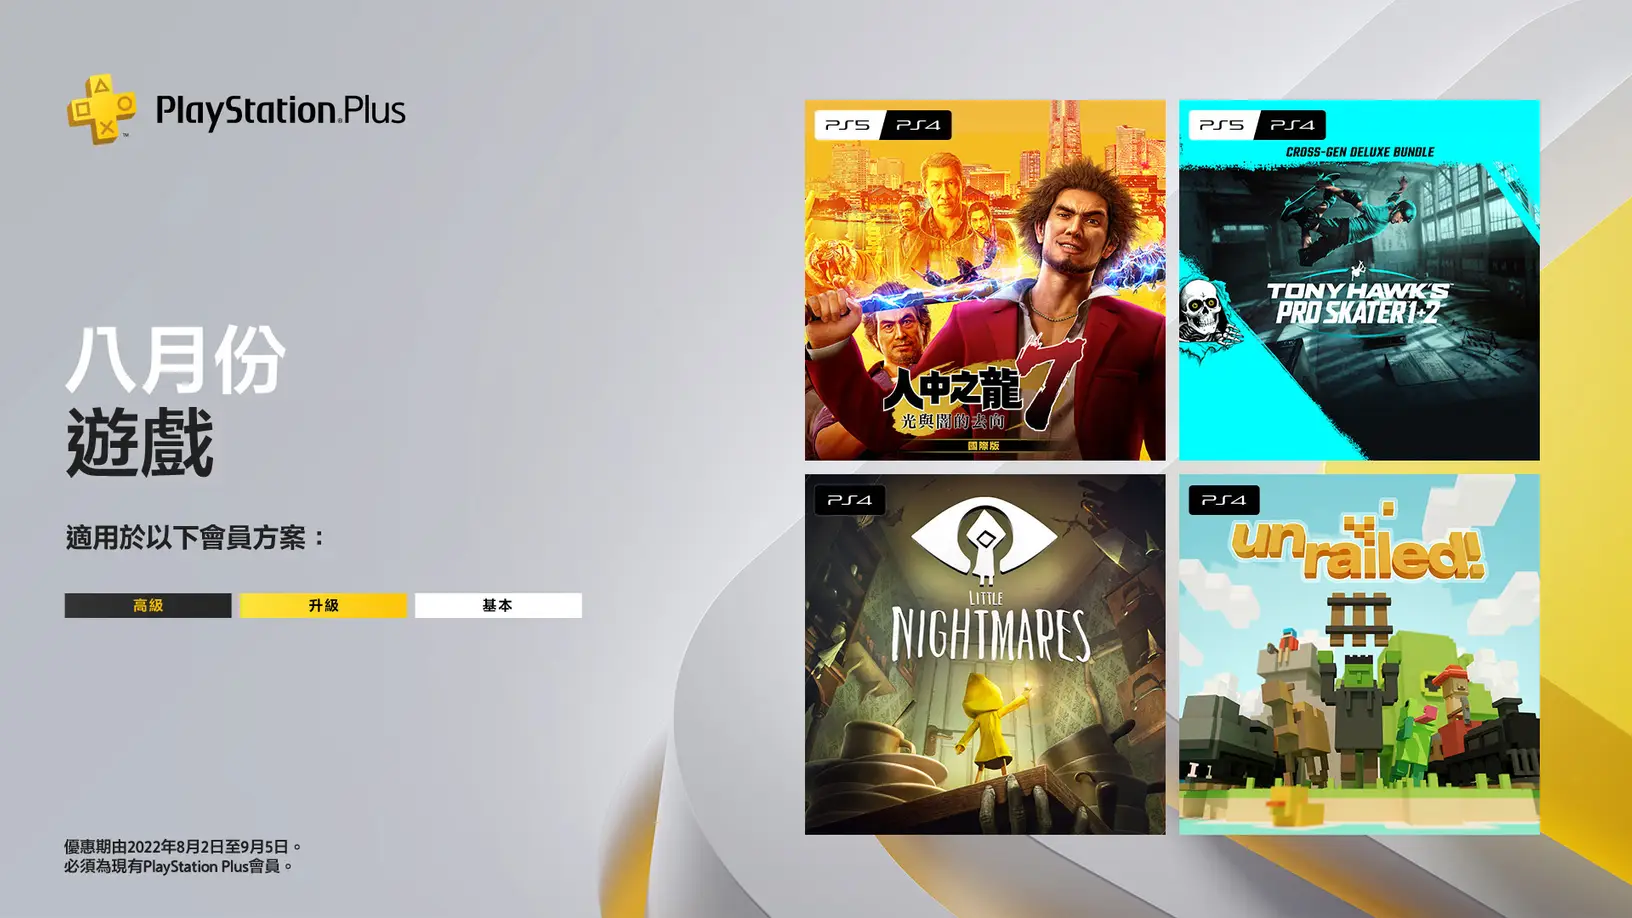 PlayStation®Plus
TM
八月份
遊戲
適用於以下會員方案：
高級
升級
基本
優惠期由2022年8月2日至9月5日。
必須為現有PlayStation Plus會員。
PS5 PS4
人中之龍7
光與闇的去向
國際版
PS5 PS4
CROSS-GEN DELUXE BUNDLE
TONY HAWK'S
PRO SKATER 1+2
PS4
LITTLE
NIGHTMARES
PS4
unrailed!